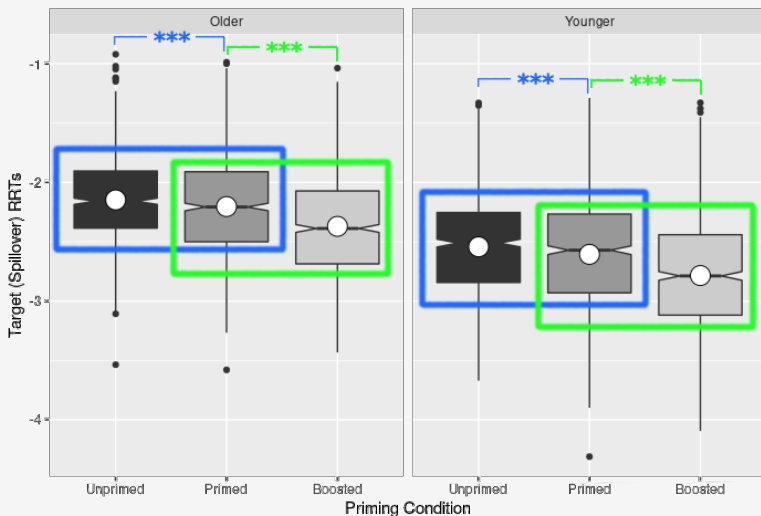 Older
Younger
*** ***
*** ***
-1
-2
-3
-4
Target (Spillover) RRTs
Unprimed Primed Boosted
Unprimed Primed Boosted
Priming Condition